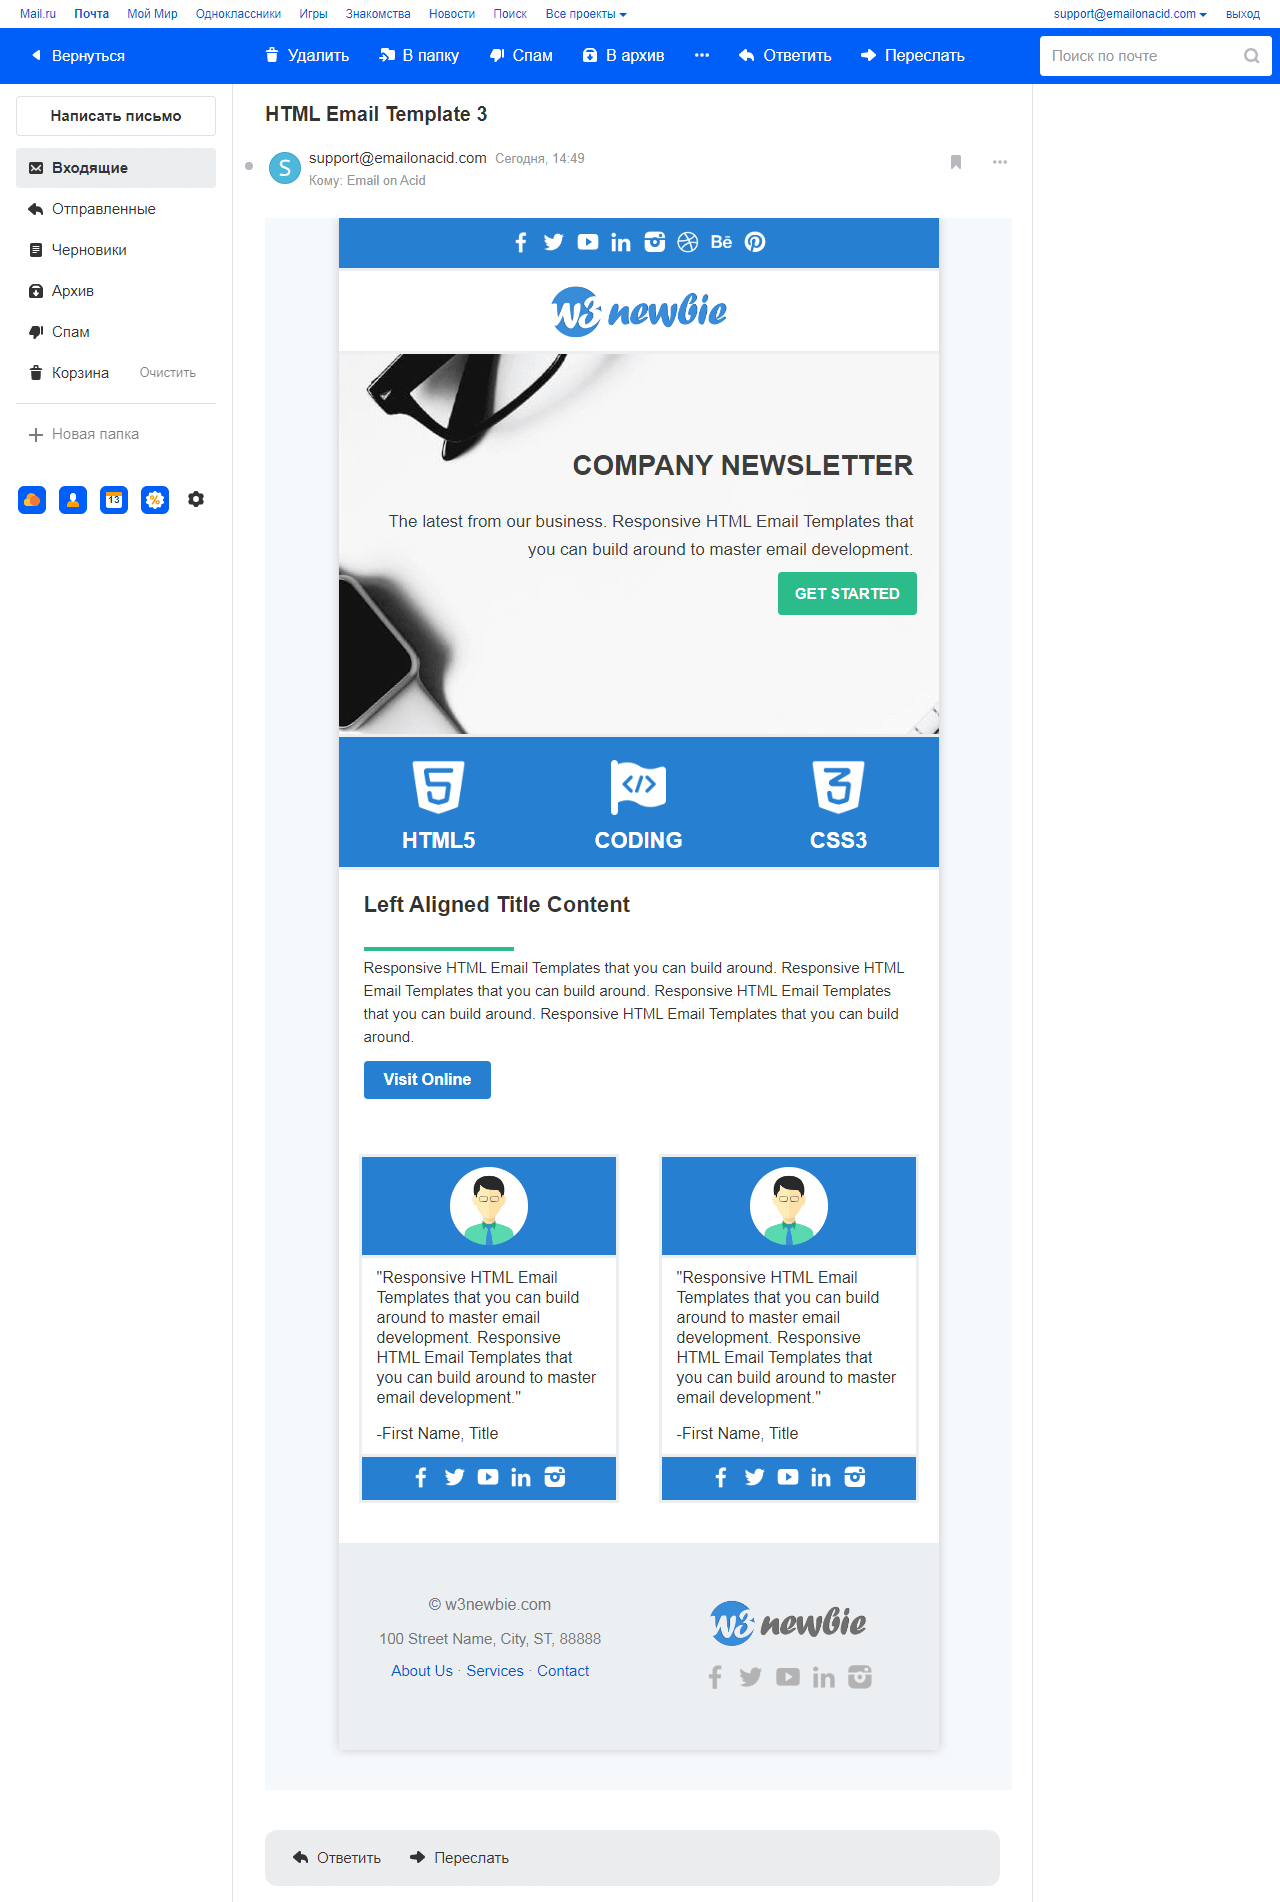 Mail.ru Почта Мой Мир Одноклассники Игры Знакомства Новости Поиск Все проекты support@emailonacid.com выход
Вернуться Удалить В папку Спам В архив Ответить Переслать Поиск по почте
Написать письмо
Входящие
Отправленные
Черновики
Архив
Спам
Корзина Очистить
Новая папка
13 %
HTML Email Template 3
S support@emailonacid.com Сегодня, 14:49
Кому: Email on Acid
Bē
w3 newbie
COMPANY NEWSLETTER
The latest from our business. Responsive HTML Email Templates that
you can build around to master email development.
GET STARTED
HTML5 CODING CSS3
Left Aligned Title Content
Responsive HTML Email Templates that you can build around. Responsive HTML
Email Templates that you can build around. Responsive HTML Email Templates
that you can build around. Responsive HTML Email Templates that you can build
around.
Visit Online
"Responsive HTML Email
Templates that you can build
around to master email
development. Responsive
HTML Email Templates that
you can build around to master
email development."
-First Name, Title
"Responsive HTML Email
Templates that you can build
around to master email
development. Responsive
HTML Email Templates that
you can build around to master
email development."
-First Name, Title
© w3newbie.com
100 Street Name, City, ST, 88888
About Us · Services · Contact
w3 newbie
Ответить Переслать